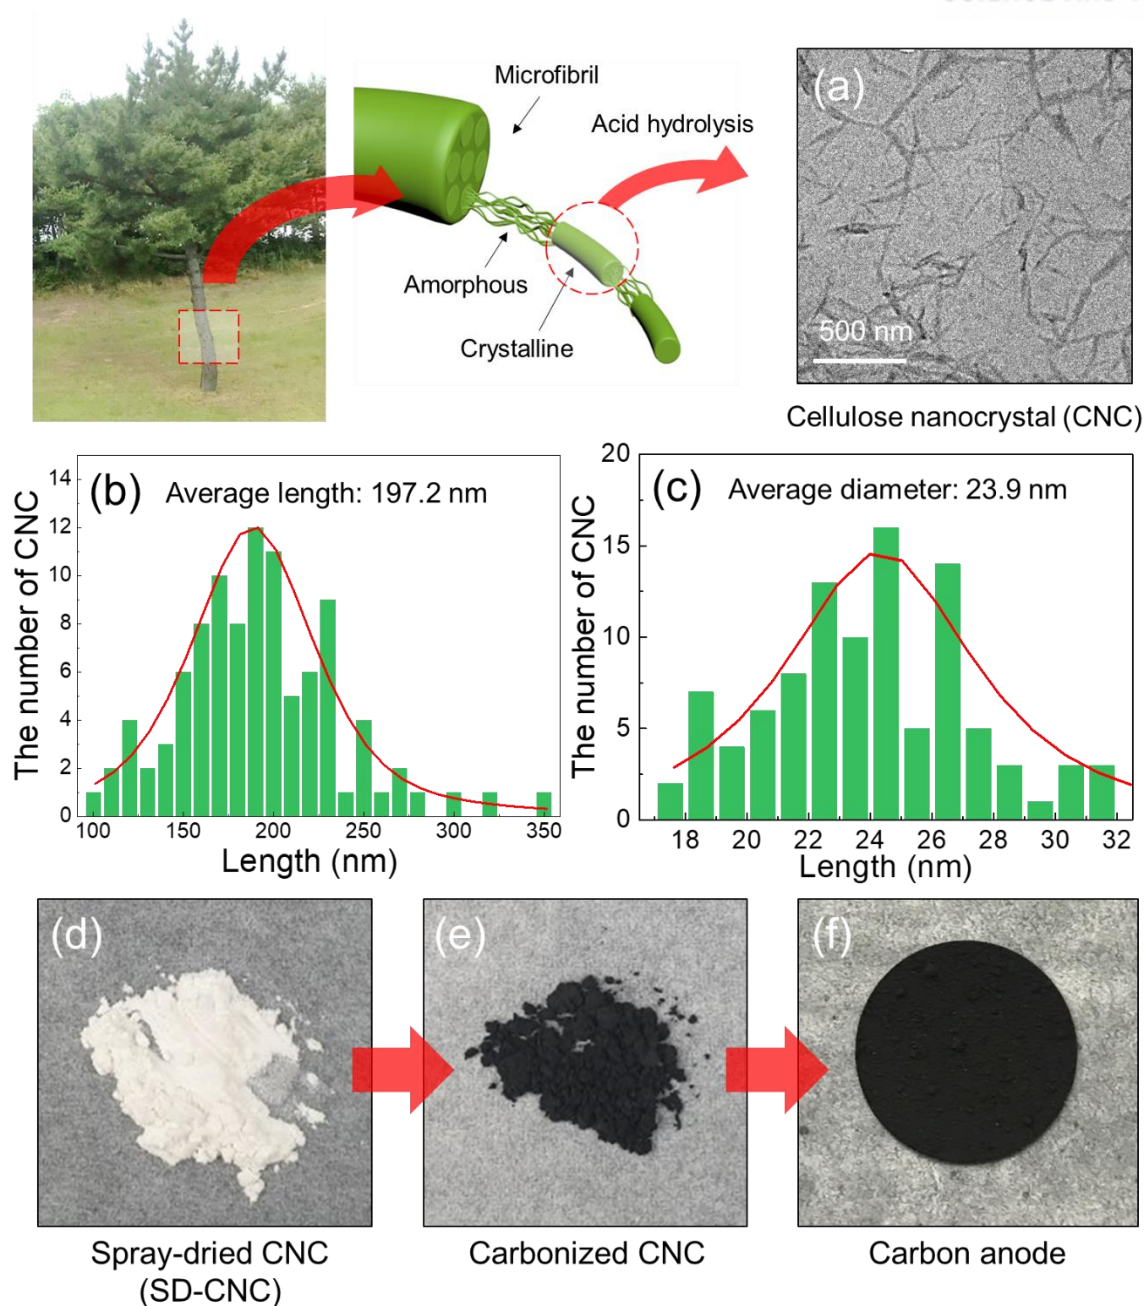 Microfibril
Acid hydrolysis
Amorphous
Crystalline
(a)
500 nm
Cellulose nanocrystal (CNC)
(b)
Average length: 197.2 nm
The number of CNC
14
12
10
8
6
4
2
0
100 150 200 250 300 350
Length (nm)
(c)
Average diameter: 23.9 nm
The number of CNC
20
15
10
5
0
18 20 22 24 26 28 30 32
Length (nm)
(d)
Spray-dried CNC
(SD-CNC)
(e)
Carbonized CNC
(f)
Carbon anode